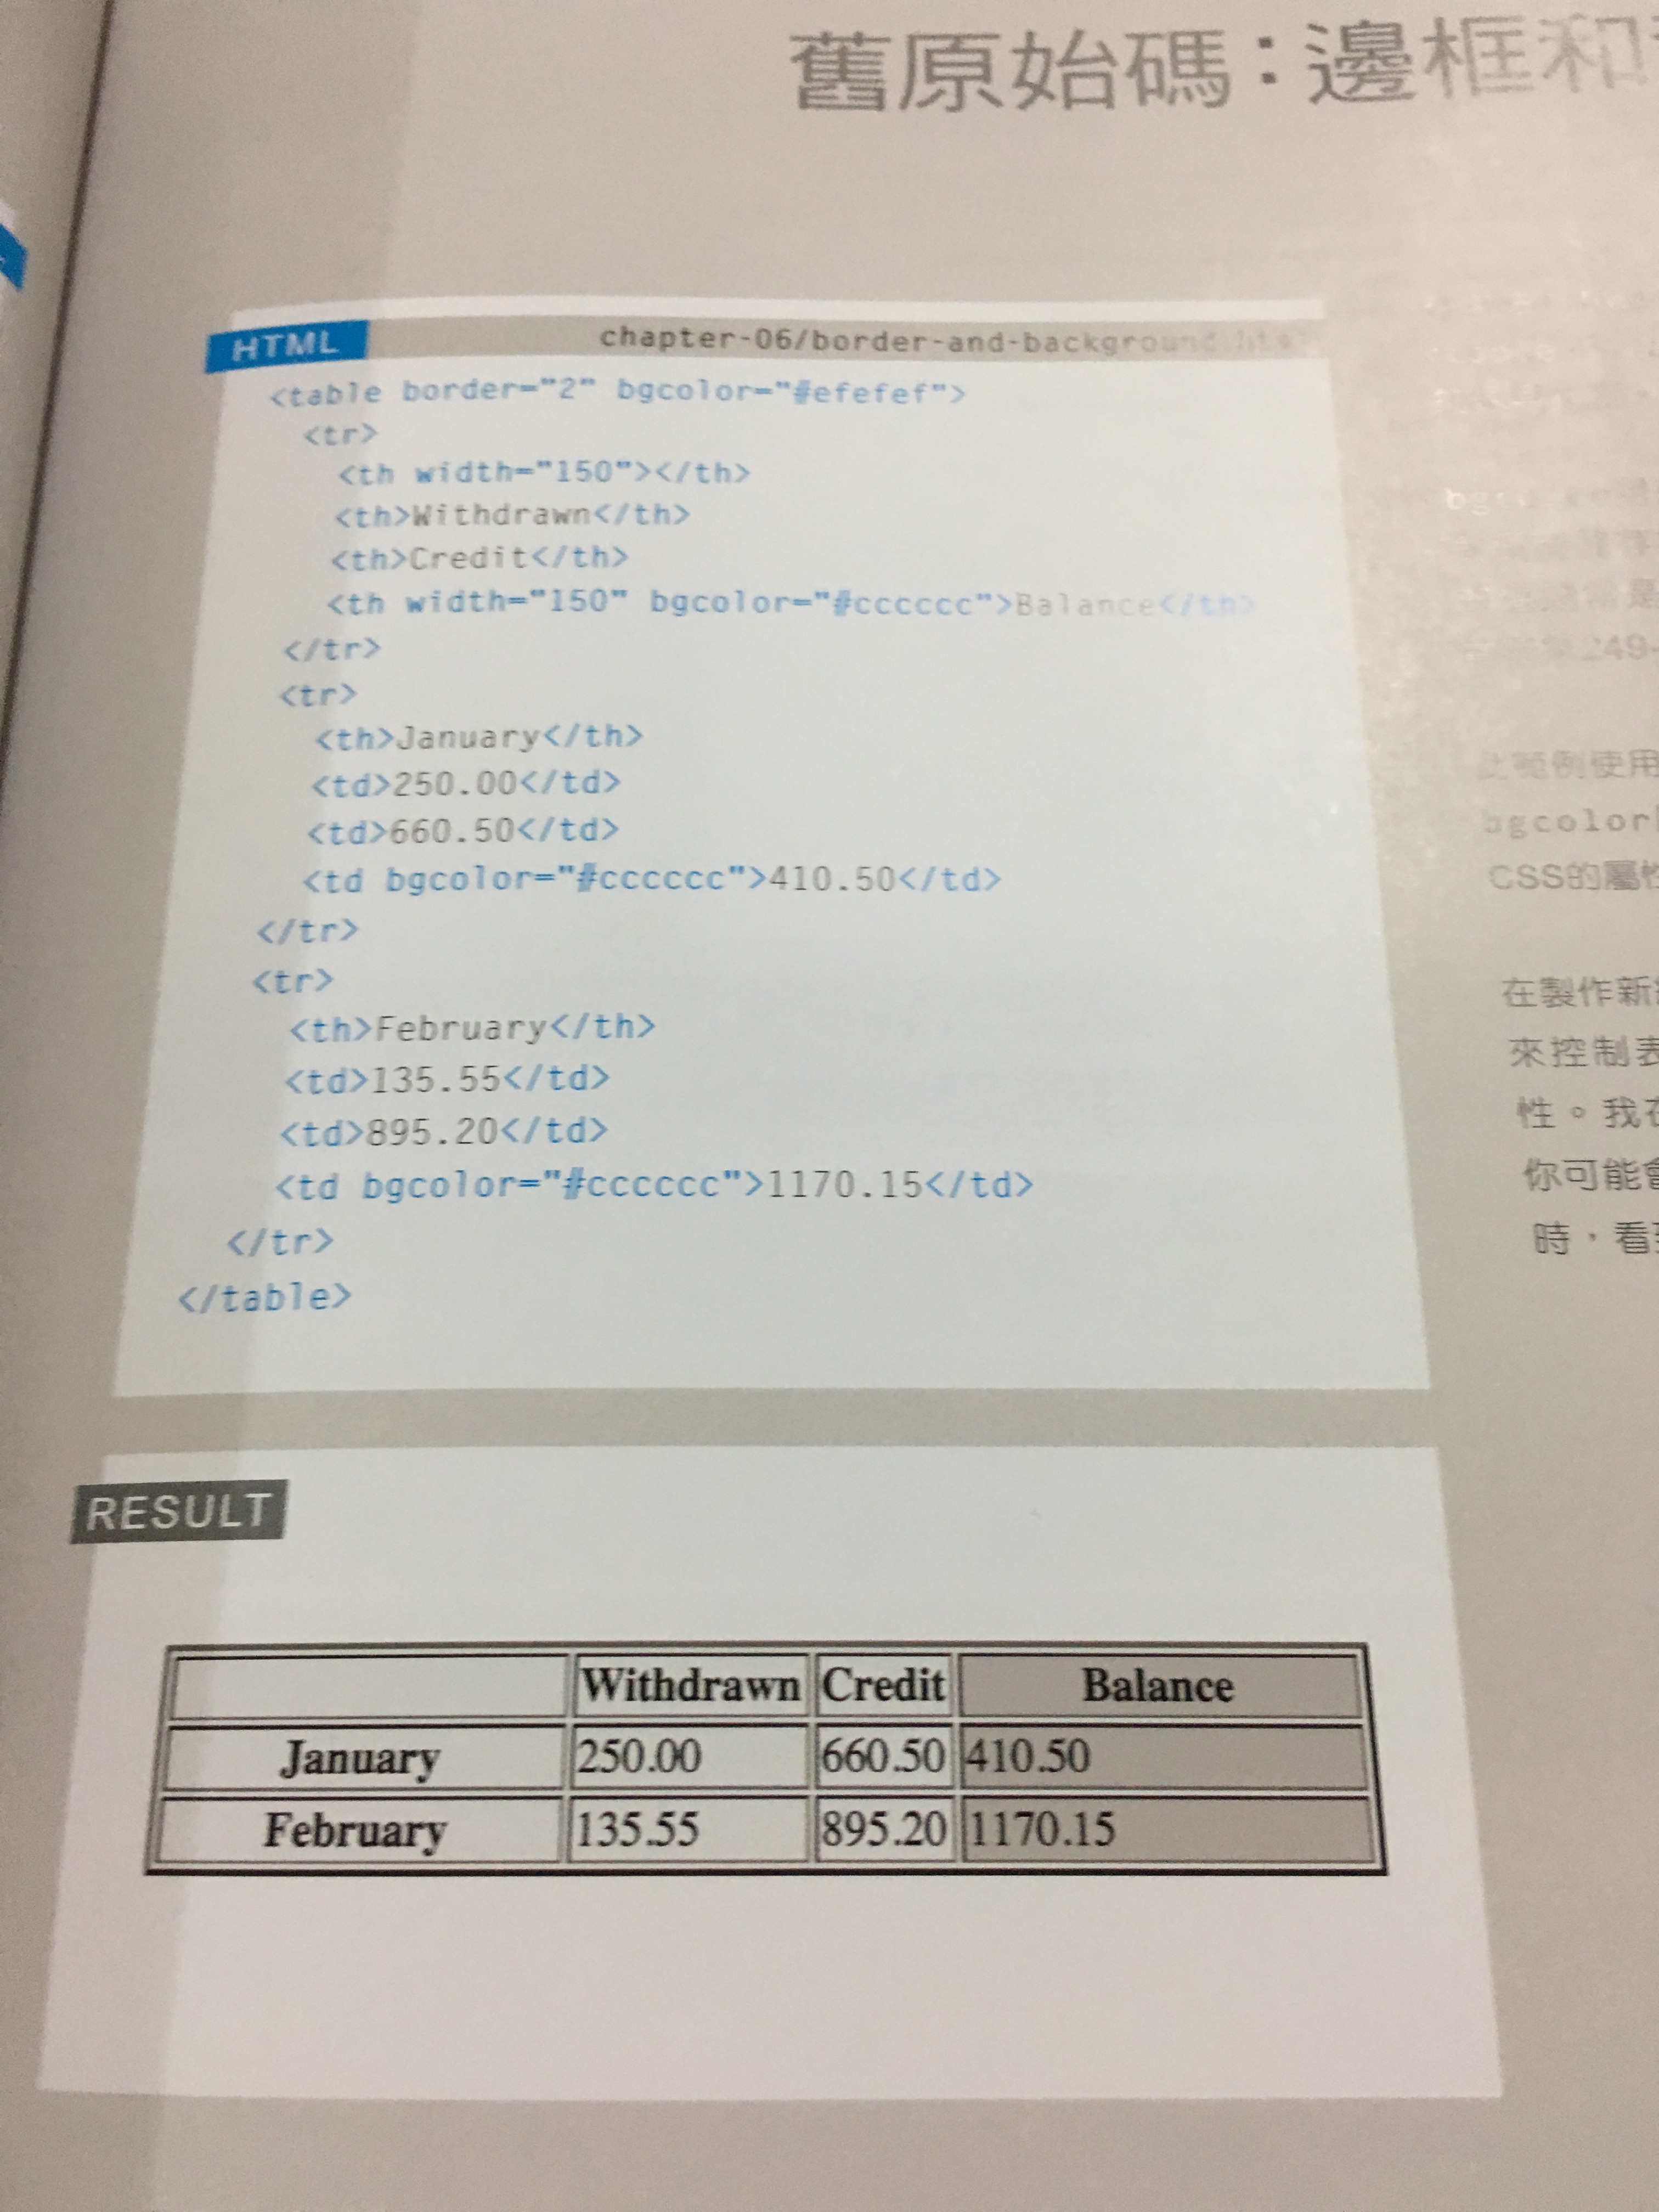 舊原始碼：邊框和
HTML
chapter-06/border-and-background.html
<table border="2" bgcolor="#efefef">
<tr>
<th width="150"></th>
<th>Withdrawn</th>
<th>Credit</th>
<th width="150" bgcolor="#cccccc">Balance</th>
</tr>
<tr>
<th>January</th>
<td>250.00</td>
<td>660.50</td>
<td bgcolor="#cccccc">410.50</td>
</tr>
<tr>
<th>February</th>
<td>135.55</td>
<td>895.20</td>
<td bgcolor="#cccccc">1170.15</td>
</tr>
</table>
249-
此範例使用
bgcolor
CSS的屬性
在製作新
來控制表
性。我在
你可能會
時，看到
RESULT
Withdrawn Credit Balance
January 250.00 660.50 410.50
February 135.55 895.20 1170.15